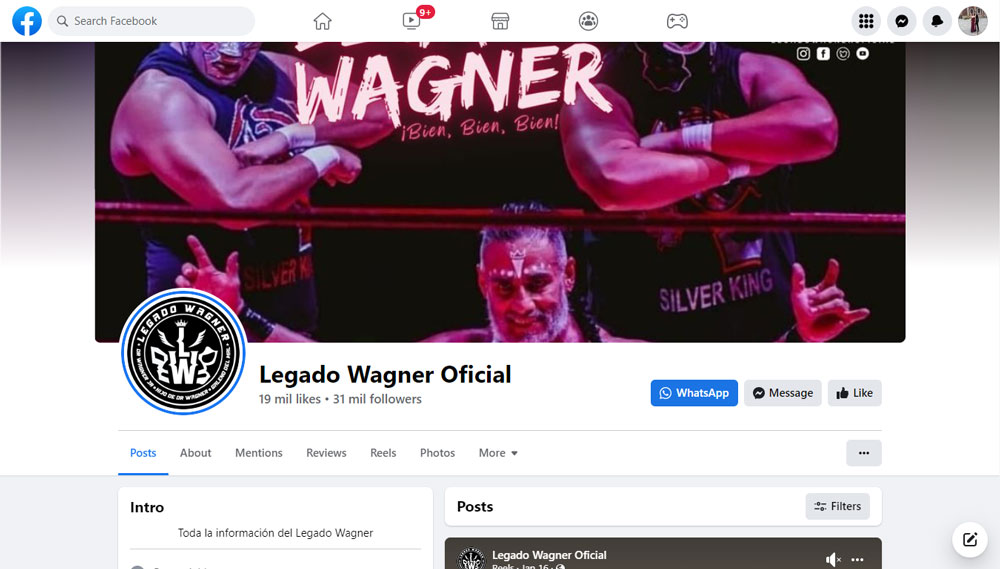 Search Facebook
9+
WAGNER
¡Bien, Bien, Bien!
SILVER KING
SILVER KING
LEGADO WAGNER
Legado Wagner Oficial
19 mil likes • 31 mil followers
WhatsApp
Message
Like
Posts
About
Mentions
Reviews
Reels
Photos
More
Intro
Toda la información del Legado Wagner
Posts
Filters
Legado Wagner Oficial
Reels · Jan 16 ·